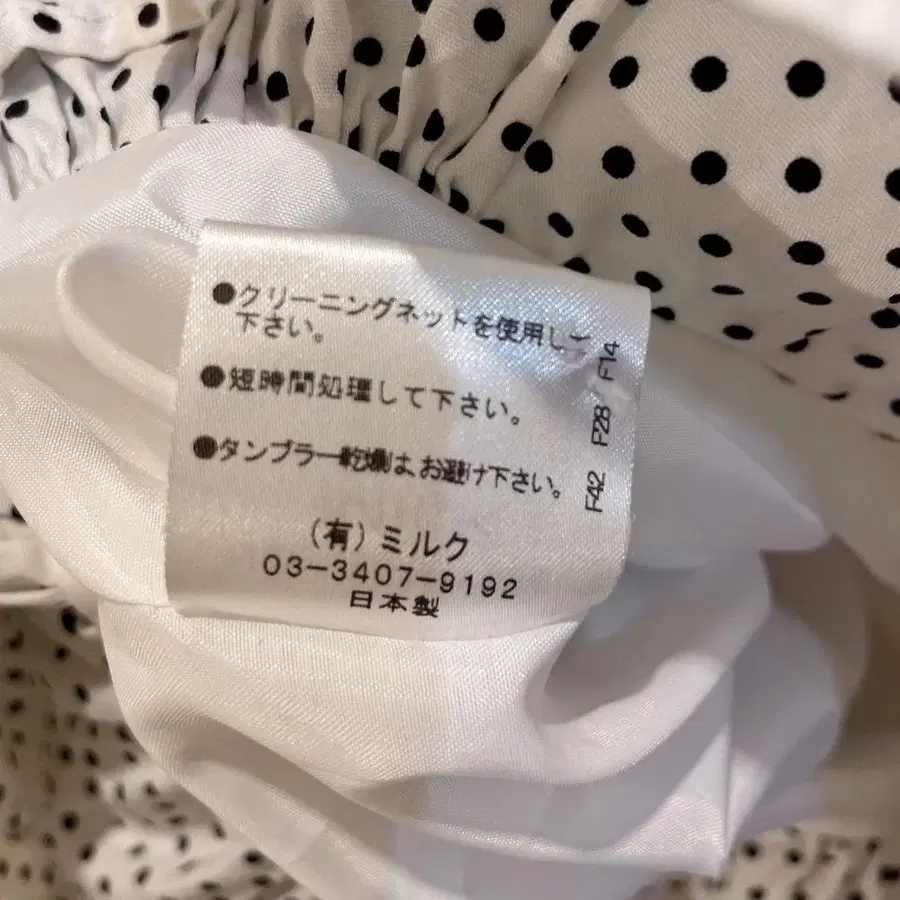 ●クリーニングネットを使用して
下さい。
●短時間処理して下さい。
●タンブラー乾燥は、お避け下さい。
(有)ミルク
03-3407-9192
日本製
F42 F28 F14